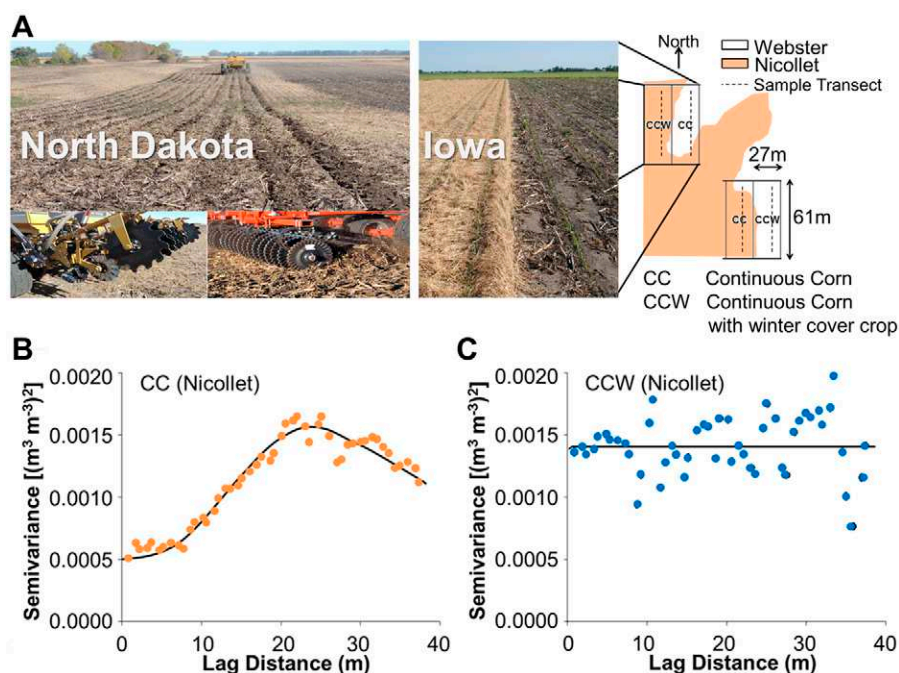 A
North Dakota
Iowa
North
Webster
Nicollet
Sample Transect
CCW
CC
27m
CC
CCW
61m
CC Continuous Corn
CCW Continuous Corn
with winter cover crop
B
CC (Nicollet)
Semivariance [(m³ m⁻³)²]
0.0020
0.0015
0.0010
0.0005
0.0000
0 10 20 30 40
Lag Distance (m)
C
CCW (Nicollet)
Semivariance [(m³ m⁻³)²]
0.0020
0.0015
0.0010
0.0005
0.0000
0 10 20 30 40
Lag Distance (m)